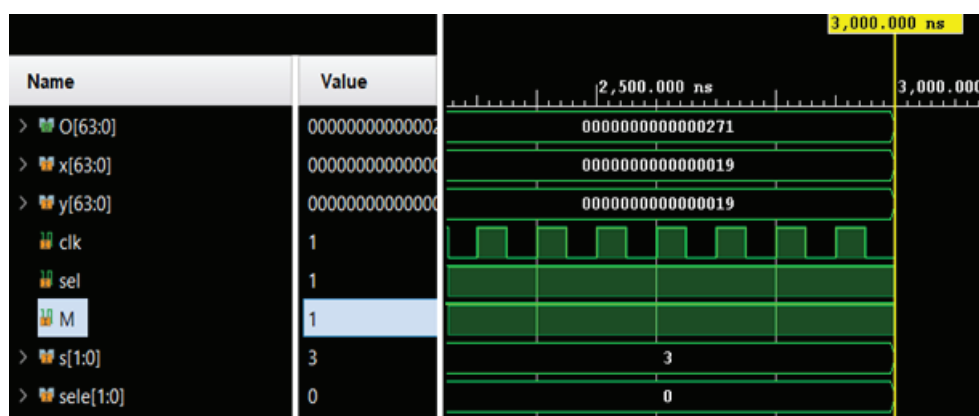 3,000.000 ns
Name Value 2,500.000 ns 3,000.000
O[63:0] 00000000000002 0000000000000271
x[63:0] 00000000000000 0000000000000019
y[63:0] 00000000000000 0000000000000019
clk 1
sel 1
M 1
s[1:0] 3 3
sele[1:0] 0 0